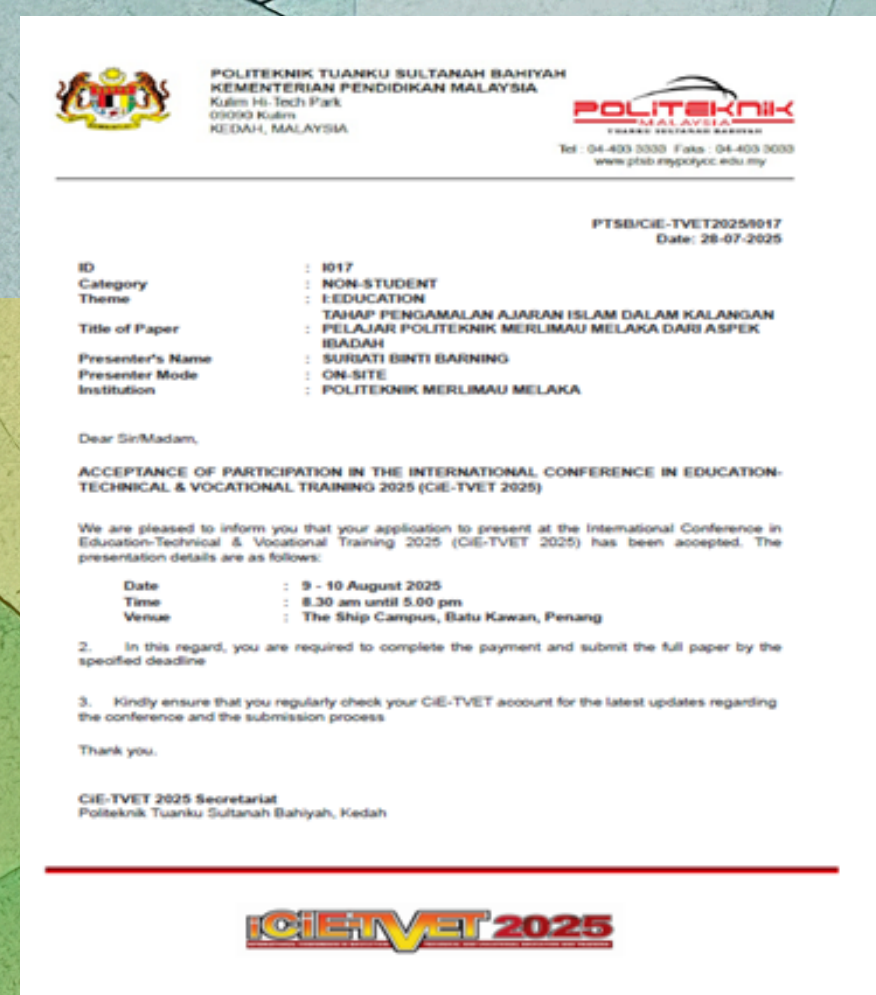 POLITEKNIK TUANKU SULTANAH BAHIYAH
KEMENTERIAN PENDIDIKAN MALAYSIA
Kulim Hi-Tech Park
09090 Kulim
KEDAH, MALAYSIA
POLITEKNIK
MALAYSIA
TUANKU SULTANAH BAHIYAH
Tel : 04-403 3333 Faks : 04-403 3033
www.ptsb.mypolycc.edu.my
PTSB/CiE-TVET2025/I017
Date: 28-07-2025
ID : I017
Category : NON-STUDENT
Theme : I:EDUCATION
TAHAP PENGAMALAN AJARAN ISLAM DALAM KALANGAN
Title of Paper : PELAJAR POLITEKNIK MERLIMAU MELAKA DARI ASPEK
IBADAH
Presenter's Name : SURIATI BINTI BARNING
Presenter Mode : ON-SITE
Institution : POLITEKNIK MERLIMAU MELAKA
Dear Sir/Madam,
ACCEPTANCE OF PARTICIPATION IN THE INTERNATIONAL CONFERENCE IN EDUCATION-
TECHNICAL & VOCATIONAL TRAINING 2025 (CiE-TVET 2025)
We are pleased to inform you that your application to present at the International Conference in
Education-Technical & Vocational Training 2025 (CiE-TVET 2025) has been accepted. The
presentation details are as follows:
Date : 9 - 10 August 2025
Time : 8.30 am until 5.00 pm
Venue : The Ship Campus, Batu Kawan, Penang
2. In this regard, you are required to complete the payment and submit the full paper by the
specified deadline
3. Kindly ensure that you regularly check your CiE-TVET account for the latest updates regarding
the conference and the submission process
Thank you.
CiE-TVET 2025 Secretariat
Politeknik Tuanku Sultanah Bahiyah, Kedah
iCiE-TVET 2025